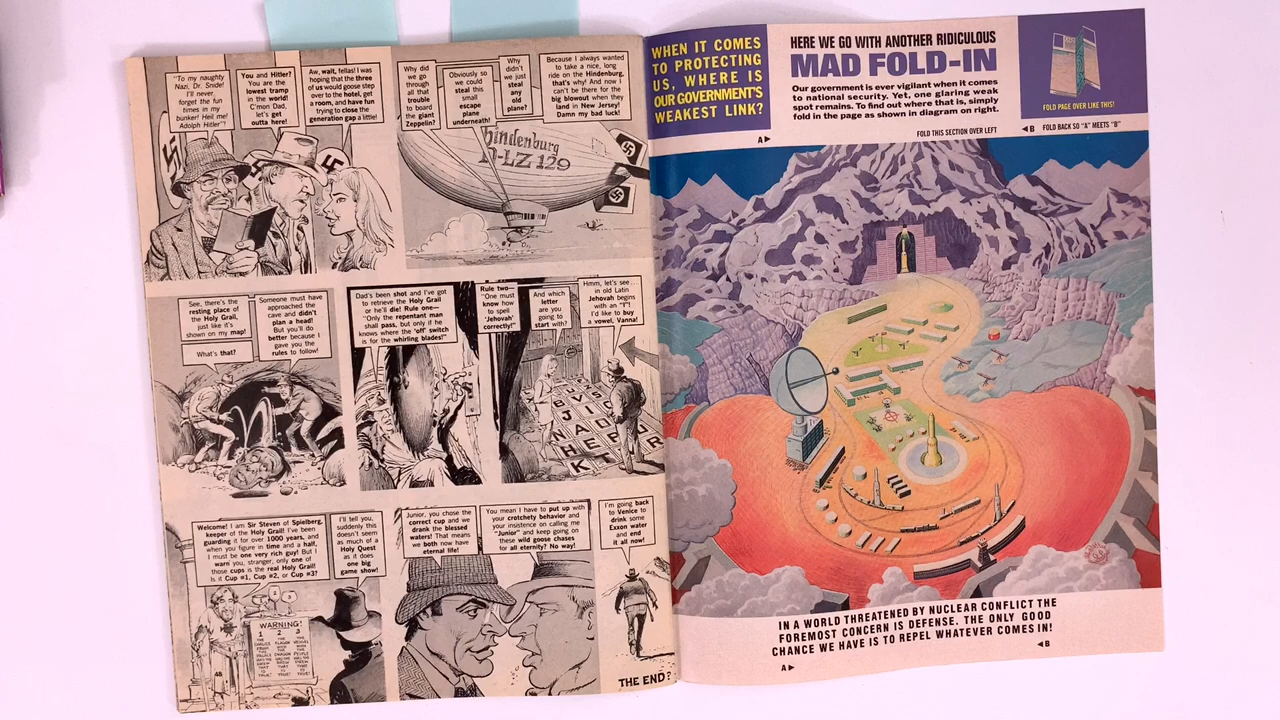 "To my naughty
Nazi, Dr. Snide!
I'll never
forget the fun
times in my
bunker! Heil me!
Adolph Hitler"!
You and Hitler?
You are the
lowest tramp
in the world!
C'mon Dad,
let's get
outta here!
Aw, wait, fellas! I was
hoping that the three
of us would goose step
over to the hotel, get
a room, and have fun
trying to close the
generation gap a little!
Why did
we go
through
all that
trouble
to board
the giant
Zeppelin?
Obviously so
we could
steal this
small
escape
plane
underneath!
Why
didn't
we just
steal
any
old
plane?
Because I always wanted
to take a nice, long
ride on the Hindenburg,
that's why! And now I
can't be there for the
big blowout when they
land in New Jersey!
Damn my bad luck!
Hindenburg
D-LZ 129
See, there's the
resting place of
the Holy Grail,
just like it's
shown on my map!
What's that?
Someone must have
approached the
cave and didn't
plan a head!
But you'll do
better because I
gave you the
rules to follow!
Dad's been shot and I've got
to retrieve the Holy Grail
or he'll die! Rule one—
"Only the repentant man
shall pass, but only if he
knows where the 'off' switch
is for the whirling blades!"
Rule two—
"One must
know how
to spell
'Jehovah'
correctly!"
And which
letter are
you going
to start
with?
Hmm, let's see...
in old Latin
Jehovah begins
with an "I"!
I'd like to buy
a vowel, Vanna!
Welcome! I am Sir Steven of Spielberg,
keeper of the Holy Grail! I've been
guarding it for over 1000 years, and
when you figure in time and a half,
I must be one very rich guy! But I
warn you, stranger, only one of
those cups is the real Holy Grail!
Is it Cup #1, Cup #2, or Cup #3?
I'll tell you,
suddenly this
doesn't seem
as much of a
Holy Quest
as it does
one big
game show!
WARNING!
1 2 3
48
Junior, you chose the
correct cup and we
drank the blessed
waters! That means
we both now have
eternal life!
You mean I have to put up with
your crotchety behavior and
your insistence on calling me
"Junior" and keep going on
these wild goose chases
for all eternity? No way!
I'm going back
to Venice to
drink some
Exxon water
and end
it all now!
THE END?
WHEN IT COMES
TO PROTECTING
US, WHERE IS
OUR GOVERNMENT'S
WEAKEST LINK?
A▶
HERE WE GO WITH ANOTHER RIDICULOUS
MAD FOLD-IN
Our government is ever vigilant when it comes
to national security. Yet, one glaring weak
spot remains. To find out where that is, simply
fold in the page as shown in diagram on right.
FOLD THIS SECTION OVER LEFT
◀B FOLD BACK SO "A" MEETS "B"
FOLD PAGE OVER LIKE THIS!
IN A WORLD THREATENED BY NUCLEAR CONFLICT THE
FOREMOST CONCERN IS DEFENSE. THE ONLY GOOD
CHANCE WE HAVE IS TO REPEL WHATEVER COMES IN!
A▶
◀B